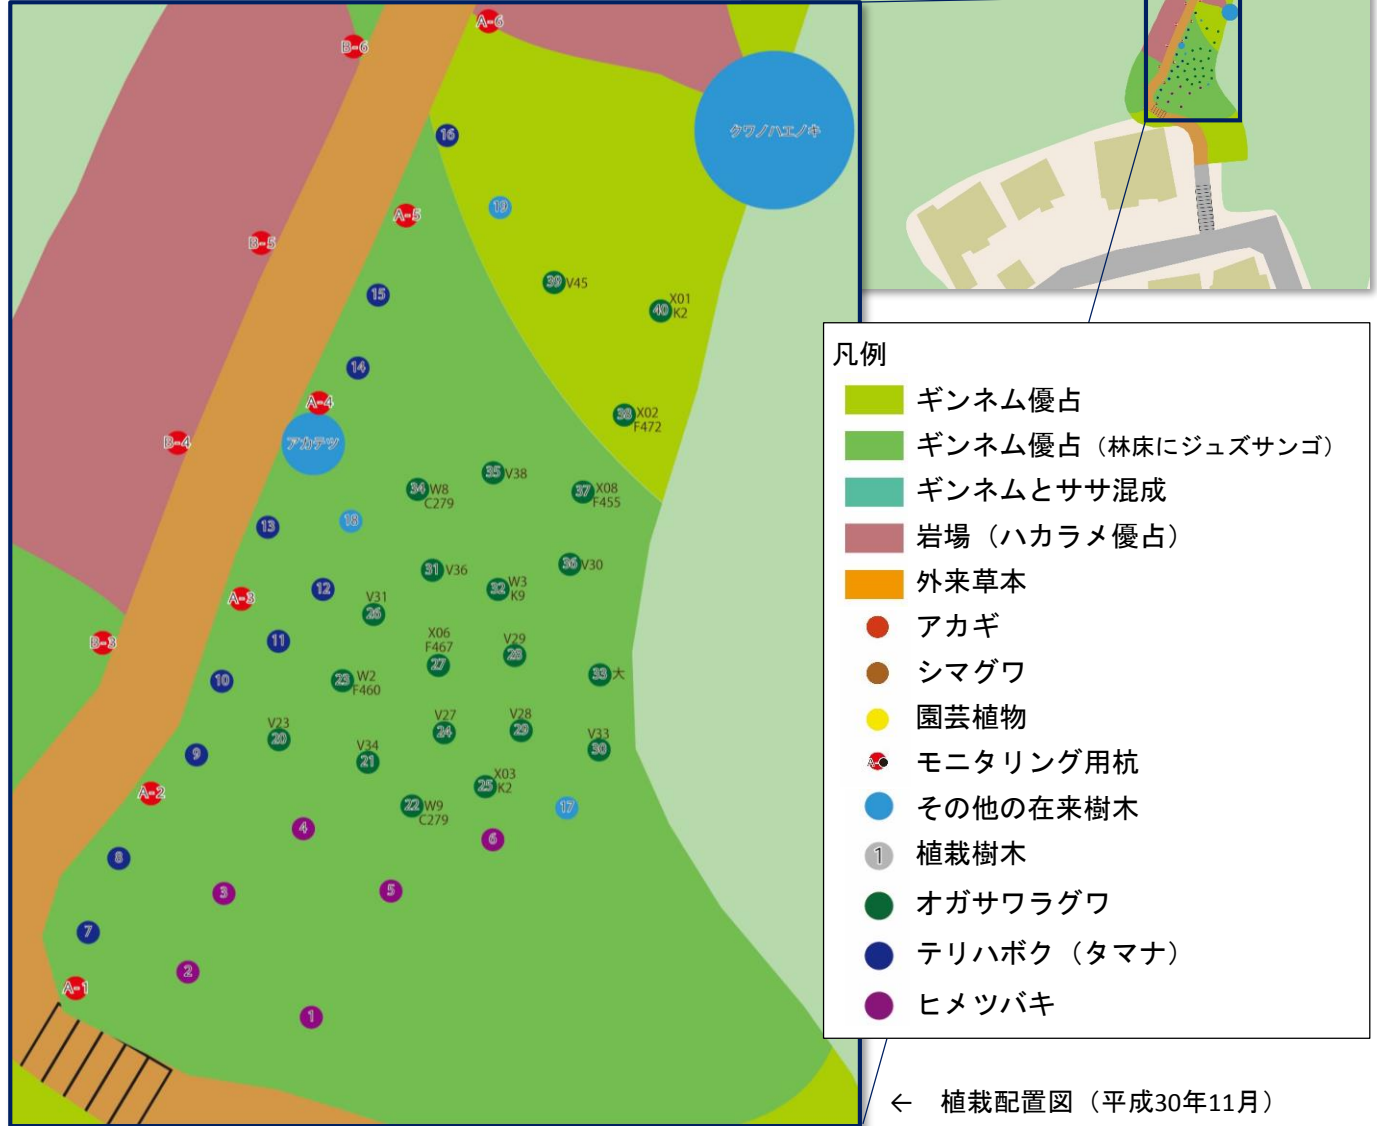 A-6
B-6
クワノハエノキ
16
19
A-5
B-5
39 V45
X01
40 K2
15
14
A-4
38 X02
F472
B-4
アカテツ
35 V38
34 W8
C279
37 X08
F455
18
13
31 V36
36 V30
32 W3
K9
12
A-3
V31
26
B-3
11
X06
F467
27
V29
28
33 大
10
23 W2
F460
V23
20
V27
24
V28
29
V33
30
9
V34
21
A-2
X03
25 K2
22 W9
C279
17
4
6
8
3
5
7
2
A-1
1
凡例
ギンネム優占
ギンネム優占（林床にジュズサンゴ）
ギンネムとササ混成
岩場（ハカラメ優占）
外来草本
アカギ
シマグワ
園芸植物
モニタリング用杭
その他の在来樹木
1 植栽樹木
オガサワラグワ
テリハボク（タマナ）
ヒメツバキ
← 植栽配置図（平成30年11月）